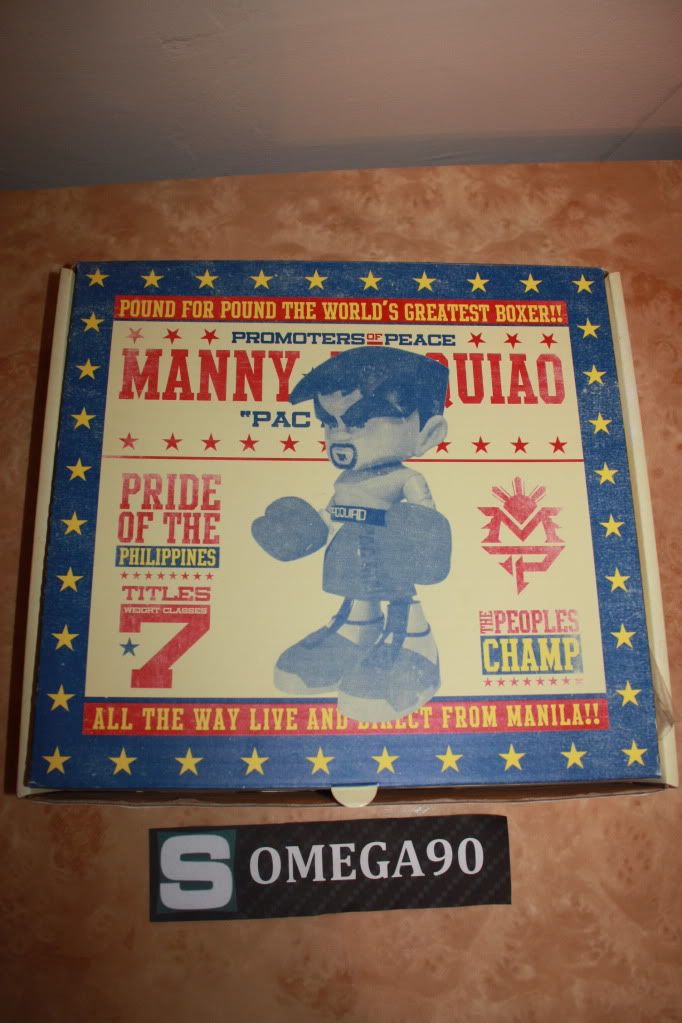 POUND FOR POUND THE WORLD'S GREATEST BOXER!!
PROMOTERS OF PEACE
MANNY QUIAO
"PAC
PRIDE
OF THE
PHILIPPINES
TITLES
WEIGHT CLASSES
7
MP
THE PEOPLES
CHAMP
ALL THE WAY LIVE AND DIRECT FROM MANILA!!
S OMEGA90